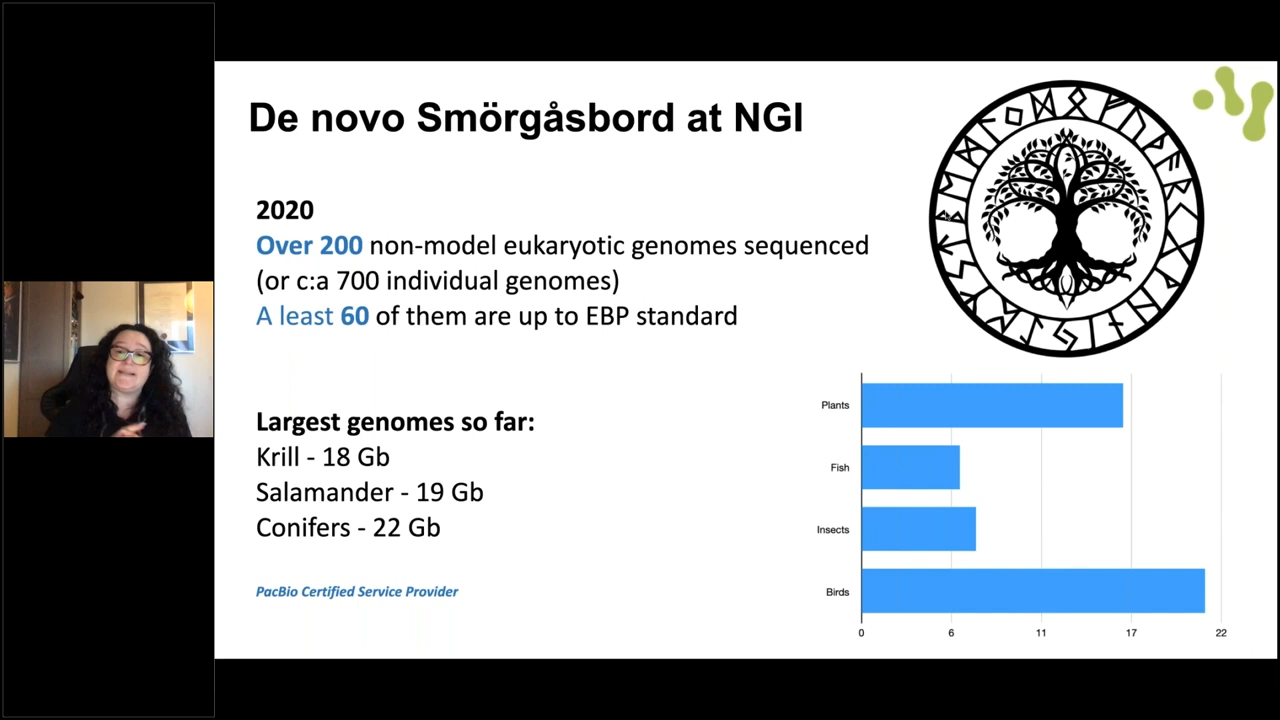 De novo Smörgåsbord at NGI
2020
Over 200 non-model eukaryotic genomes sequenced
(or c:a 700 individual genomes)
A least 60 of them are up to EBP standard
Largest genomes so far:
Krill - 18 Gb
Salamander - 19 Gb
Conifers - 22 Gb
PacBio Certified Service Provider
Plants
Fish
Insects
Birds
0 6 11 17 22